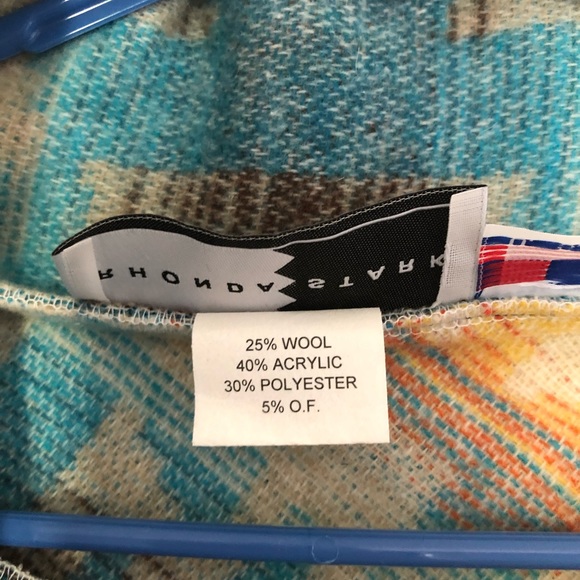 RHONDA STARK
25% WOOL
40% ACRYLIC
30% POLYESTER
5% O.F.